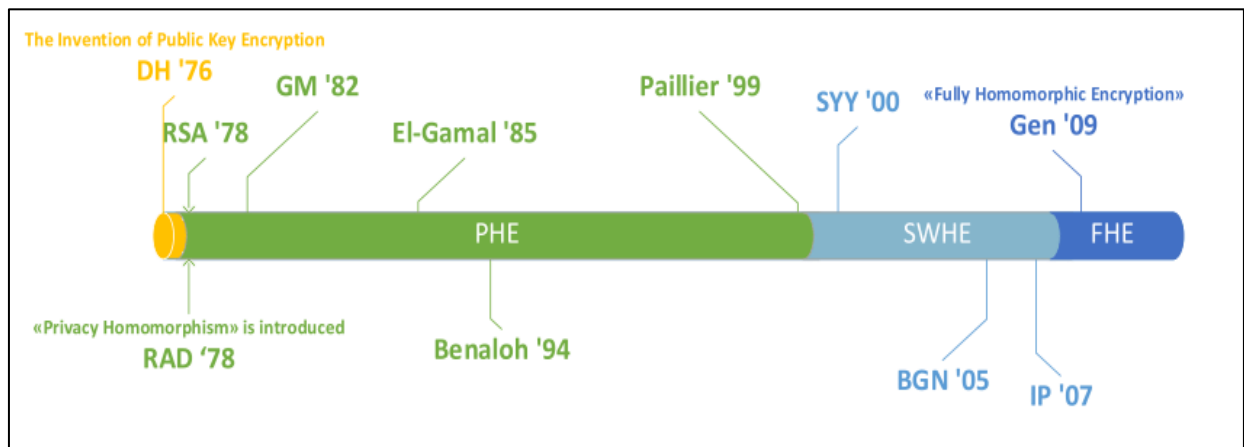 The Invention of Public Key Encryption
DH '76
GM '82
Paillier '99
SYY '00
«Fully Homomorphic Encryption»
Gen '09
RSA '78
El-Gamal '85
PHE
SWHE
FHE
«Privacy Homomorphism» is introduced
RAD ‘78
Benaloh '94
BGN '05
IP '07